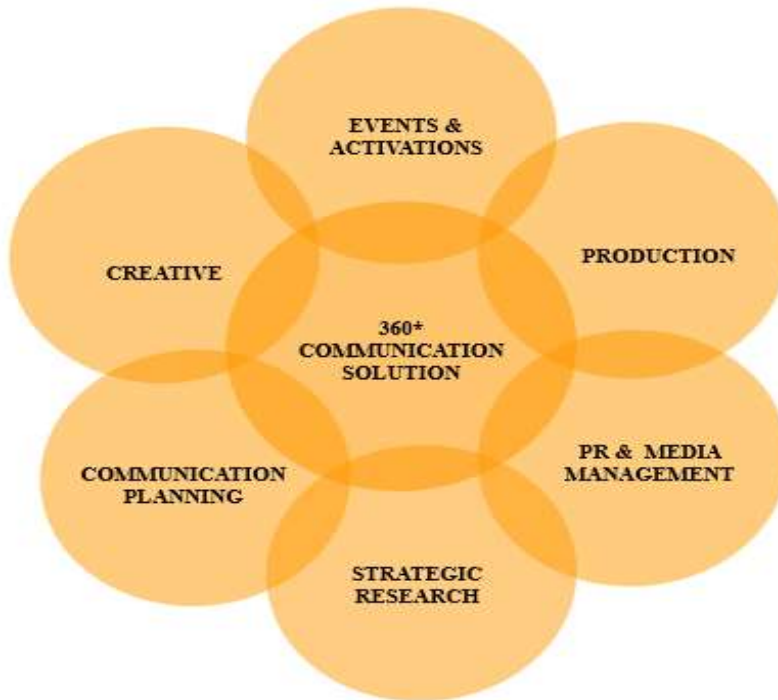 EVENTS &
ACTIVATIONS
CREATIVE
PRODUCTION
360*
COMMUNICATION
SOLUTION
COMMUNICATION
PLANNING
PR & MEDIA
MANAGEMENT
STRATEGIC
RESEARCH